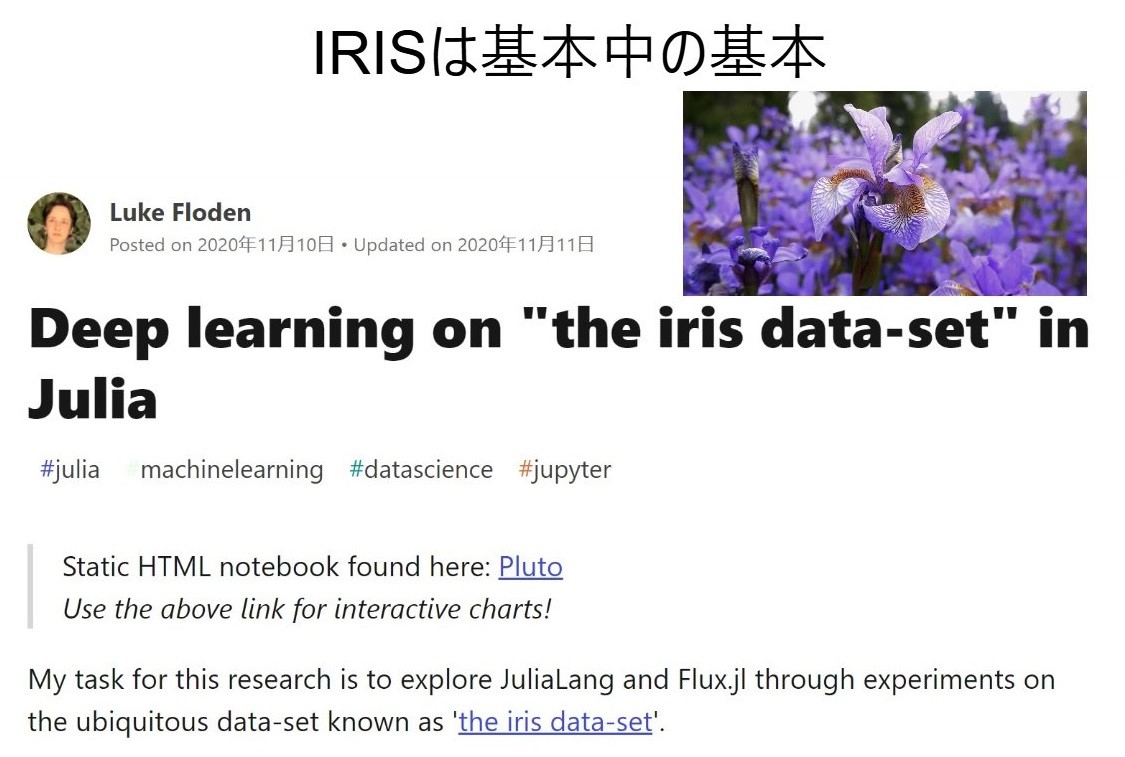 IRISは基本中の基本
Luke Floden
Posted on 2020年11月10日 • Updated on 2020年11月11日
Deep learning on "the iris data-set" in
Julia
#julia #machinelearning #datascience #jupyter
Static HTML notebook found here: Pluto
Use the above link for interactive charts!
My task for this research is to explore JuliaLang and Flux.jl through experiments on
the ubiquitous data-set known as 'the iris data-set'.